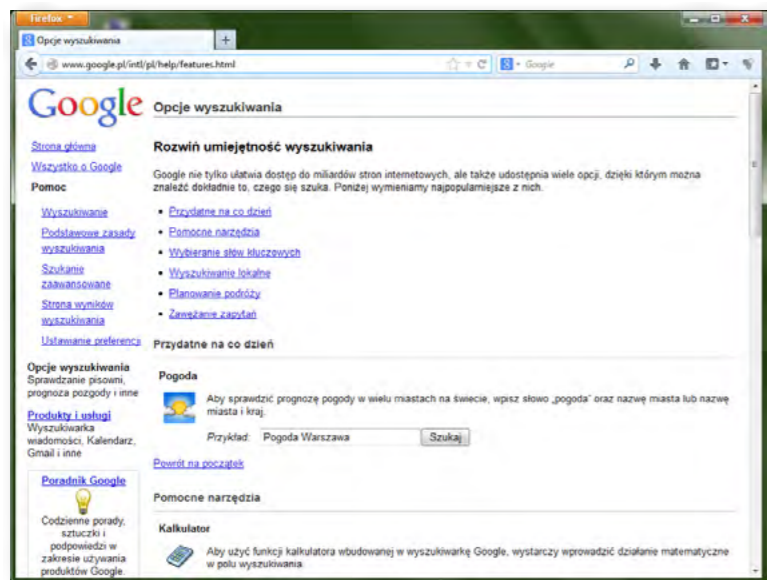 Firefox
Opcje wyszukiwania
www.google.pl/intl/pl/help/features.html
Google
Google
Opcje wyszukiwania
Strona główna
Wszystko o Google
Pomoc
Wyszukiwanie
Podstawowe zasady
wyszukiwania
Szukanie
zaawansowane
Strona wyników
wyszukiwania
Ustawianie preferencji
Opcje wyszukiwania
Sprawdzanie pisowni,
prognoza pozgody i inne
Produkty i usługi
Wyszukiwarka
wiadomości, Kalendarz,
Gmail i inne
Poradnik Google
Codzienne porady,
sztuczki i
podpowiedzi w
zakresie używania
produktów Google.
Rozwiń umiejętność wyszukiwania
Google nie tylko ułatwia dostęp do miliardów stron internetowych, ale także udostępnia wiele opcji, dzięki którym można
znaleźć dokładnie to, czego się szuka. Poniżej wymieniamy najpopularniejsze z nich.
• Przydatne na co dzień
• Pomocne narzędzia
• Wybieranie słów kluczowych
• Wyszukiwanie lokalne
• Planowanie podróży
• Zawężanie zapytań
Przydatne na co dzień
Pogoda
Aby sprawdzić prognozę pogody w wielu miastach na świecie, wpisz słowo „pogoda” oraz nazwę miasta lub nazwę
miasta i kraj.
Przykład: Pogoda Warszawa Szukaj
Powrót na początek
Pomocne narzędzia
Kalkulator
Aby użyć funkcji kalkulatora wbudowanej w wyszukiwarkę Google, wystarczy wprowadzić działanie matematyczne
w polu wyszukiwania.